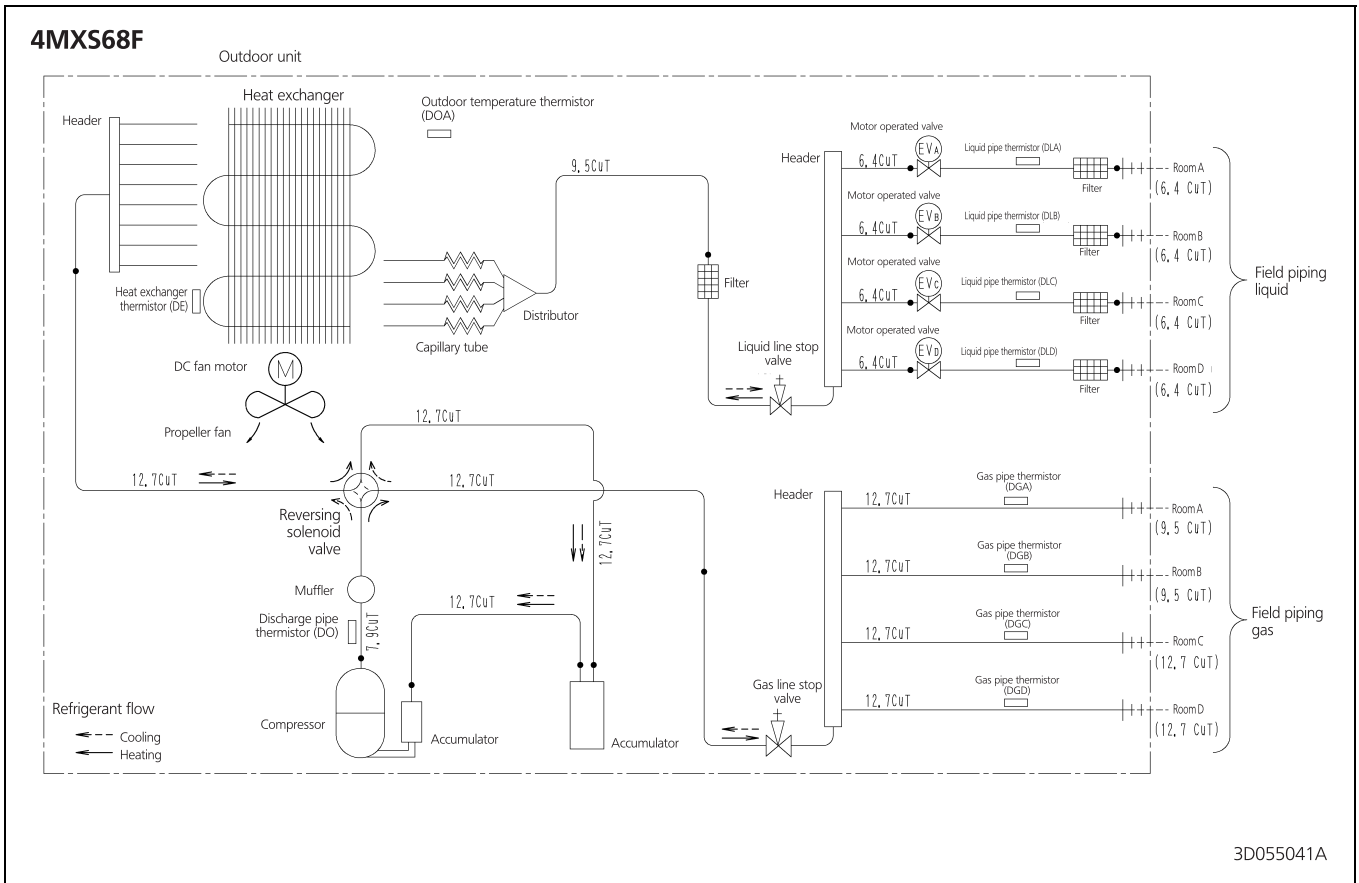 4MXS68F
Outdoor unit
Heat exchanger
Header
Outdoor temperature thermistor
(DOA)
9.5CuT
Heat exchanger
thermistor (DE)
Capillary tube
Distributor
Filter
Liquid line stop
valve
DC fan motor
M
Propeller fan
Header
Motor operated valve
EVA
6.4CuT
Liquid pipe thermistor (DLA)
Filter
Room A
(6.4 CuT)
Motor operated valve
EVB
6.4CuT
Liquid pipe thermistor (DLB)
Filter
Room B
(6.4 CuT)
Motor operated valve
EVC
6.4CuT
Liquid pipe thermistor (DLC)
Filter
Room C
(6.4 CuT)
Motor operated valve
EVD
6.4CuT
Liquid pipe thermistor (DLD)
Filter
Room D
(6.4 CuT)
Field piping
liquid
12.7CuT
12.7CuT
12.7CuT
Reversing
solenoid
valve
12.7CuT
Muffler
Discharge pipe
thermistor (DO)
7.9CuT
12.7CuT
Compressor
Accumulator
Accumulator
Gas line stop
valve
Header
12.7CuT
Gas pipe thermistor
(DGA)
Room A
(9.5 CuT)
12.7CuT
Gas pipe thermistor
(DGB)
Room B
(9.5 CuT)
12.7CuT
Gas pipe thermistor
(DGC)
Room C
(12.7 CuT)
12.7CuT
Gas pipe thermistor
(DGD)
Room D
(12.7 CuT)
Field piping
gas
Refrigerant flow
Cooling
Heating
3D055041A